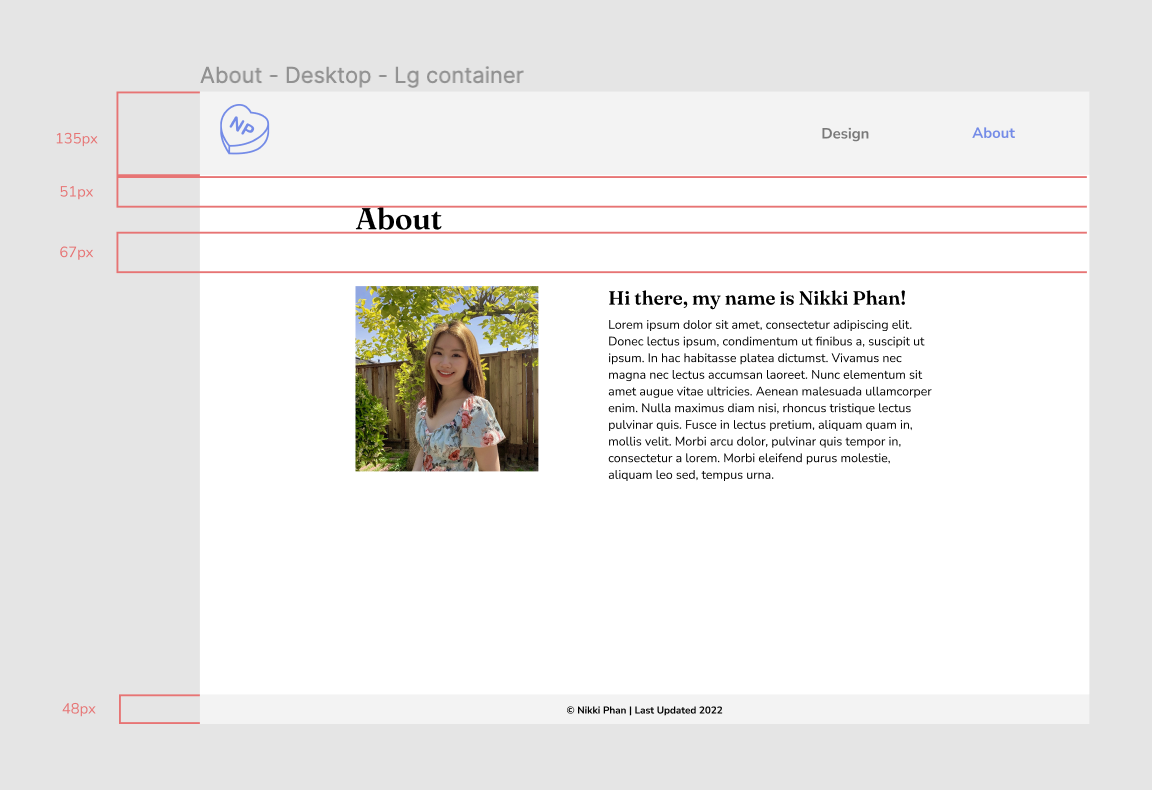 About - Desktop - Lg container
135px
NP
Design
About
51px
About
67px
Hi there, my name is Nikki Phan!
Lorem ipsum dolor sit amet, consectetur adipiscing elit.
Donec lectus ipsum, condimentum ut finibus a, suscipit ut
ipsum. In hac habitasse platea dictumst. Vivamus nec
magna nec lectus accumsan laoreet. Nunc elementum sit
amet augue vitae ultricies. Aenean malesuada ullamcorper
enim. Nulla maximus diam nisi, rhoncus tristique lectus
pulvinar quis. Fusce in lectus pretium, aliquam quam in,
mollis velit. Morbi arcu dolor, pulvinar quis tempor in,
consectetur a lorem. Morbi eleifend purus molestie,
aliquam leo sed, tempus urna.
48px
© Nikki Phan | Last Updated 2022